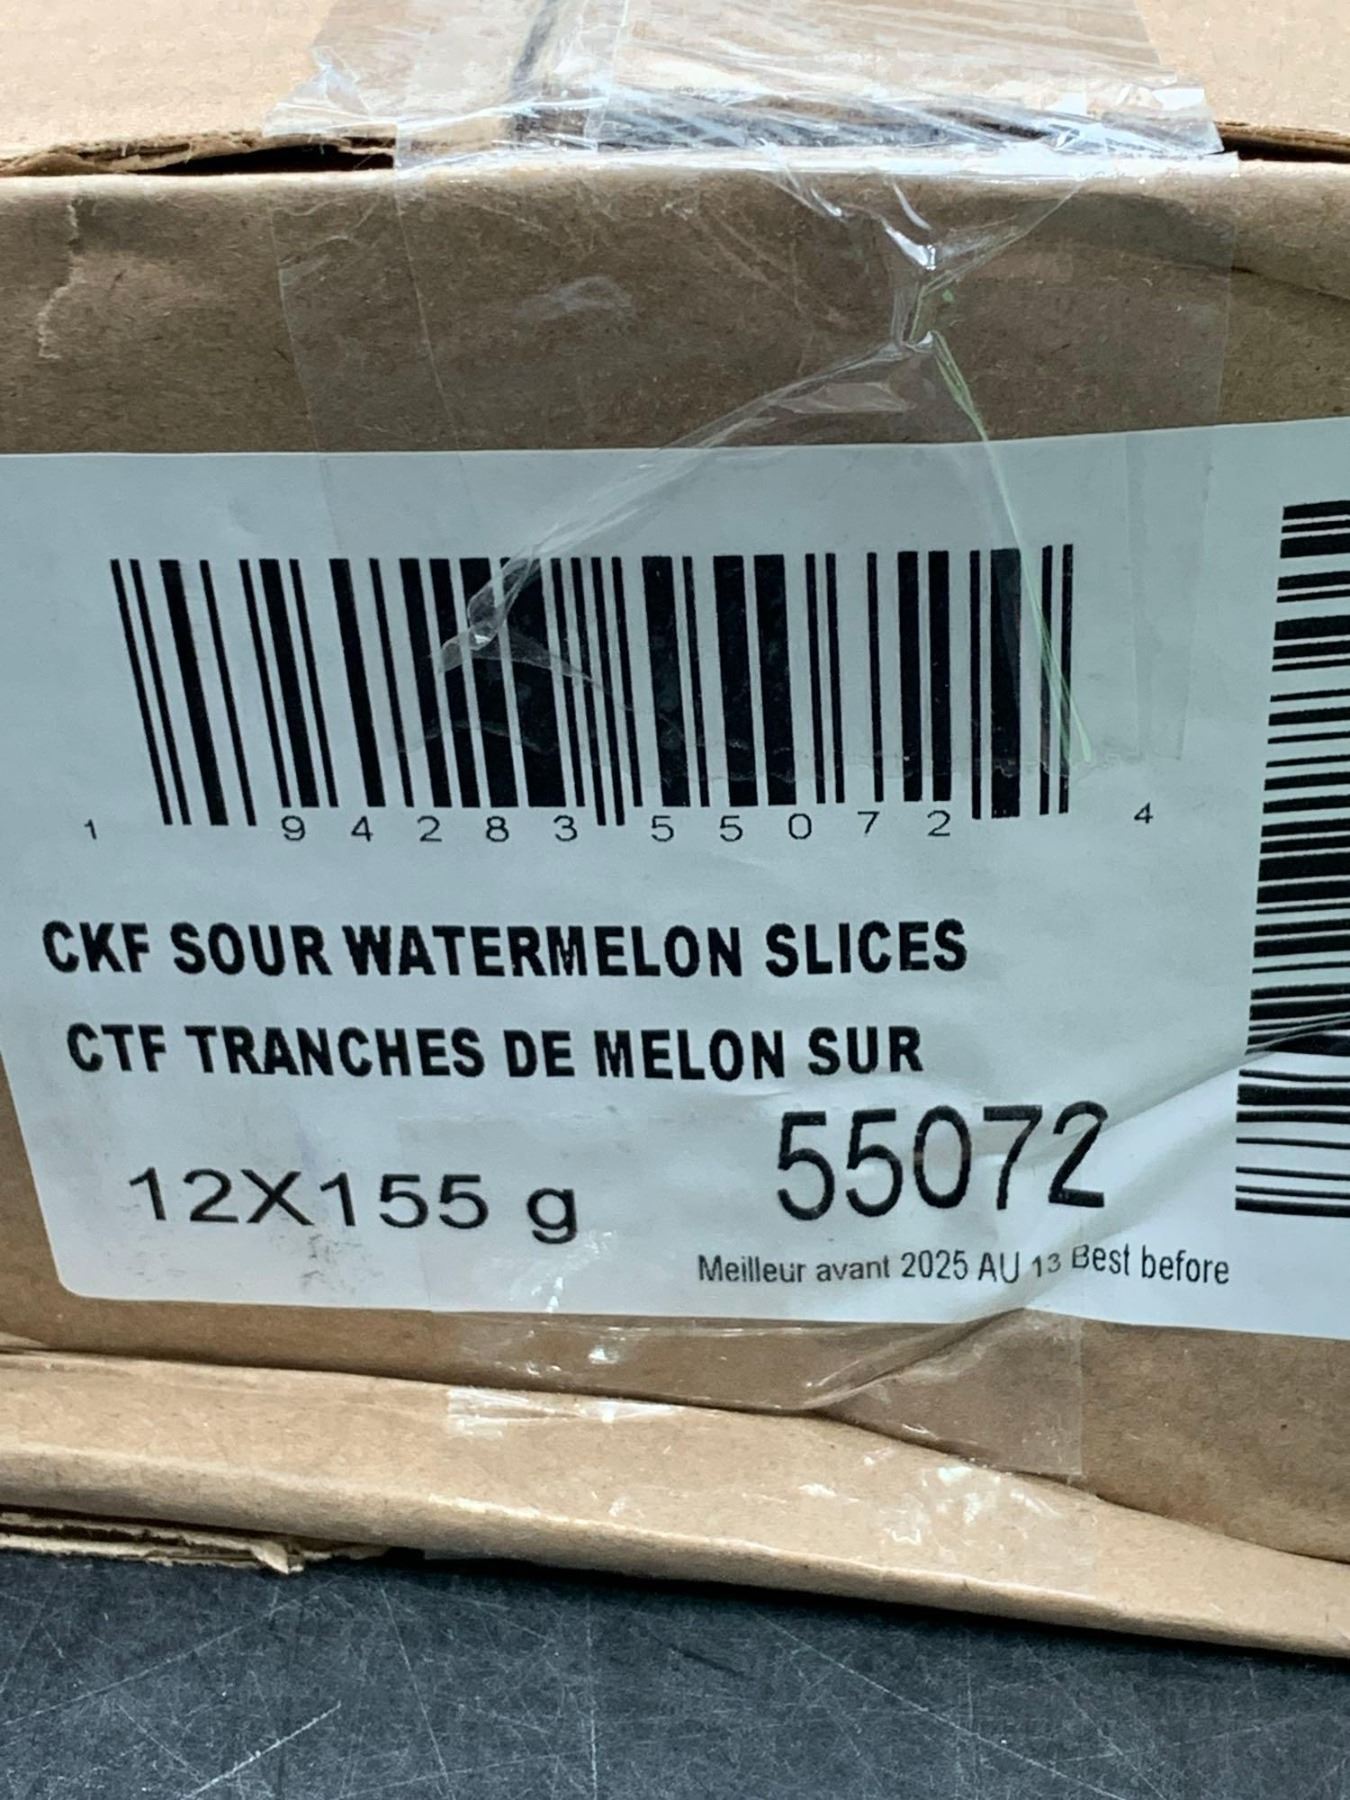 1 94283 55072 4
CKF SOUR WATERMELON SLICES
CTF TRANCHES DE MELON SUR
12X155 g
55072
Meilleur avant 2025 AU 13 Best before